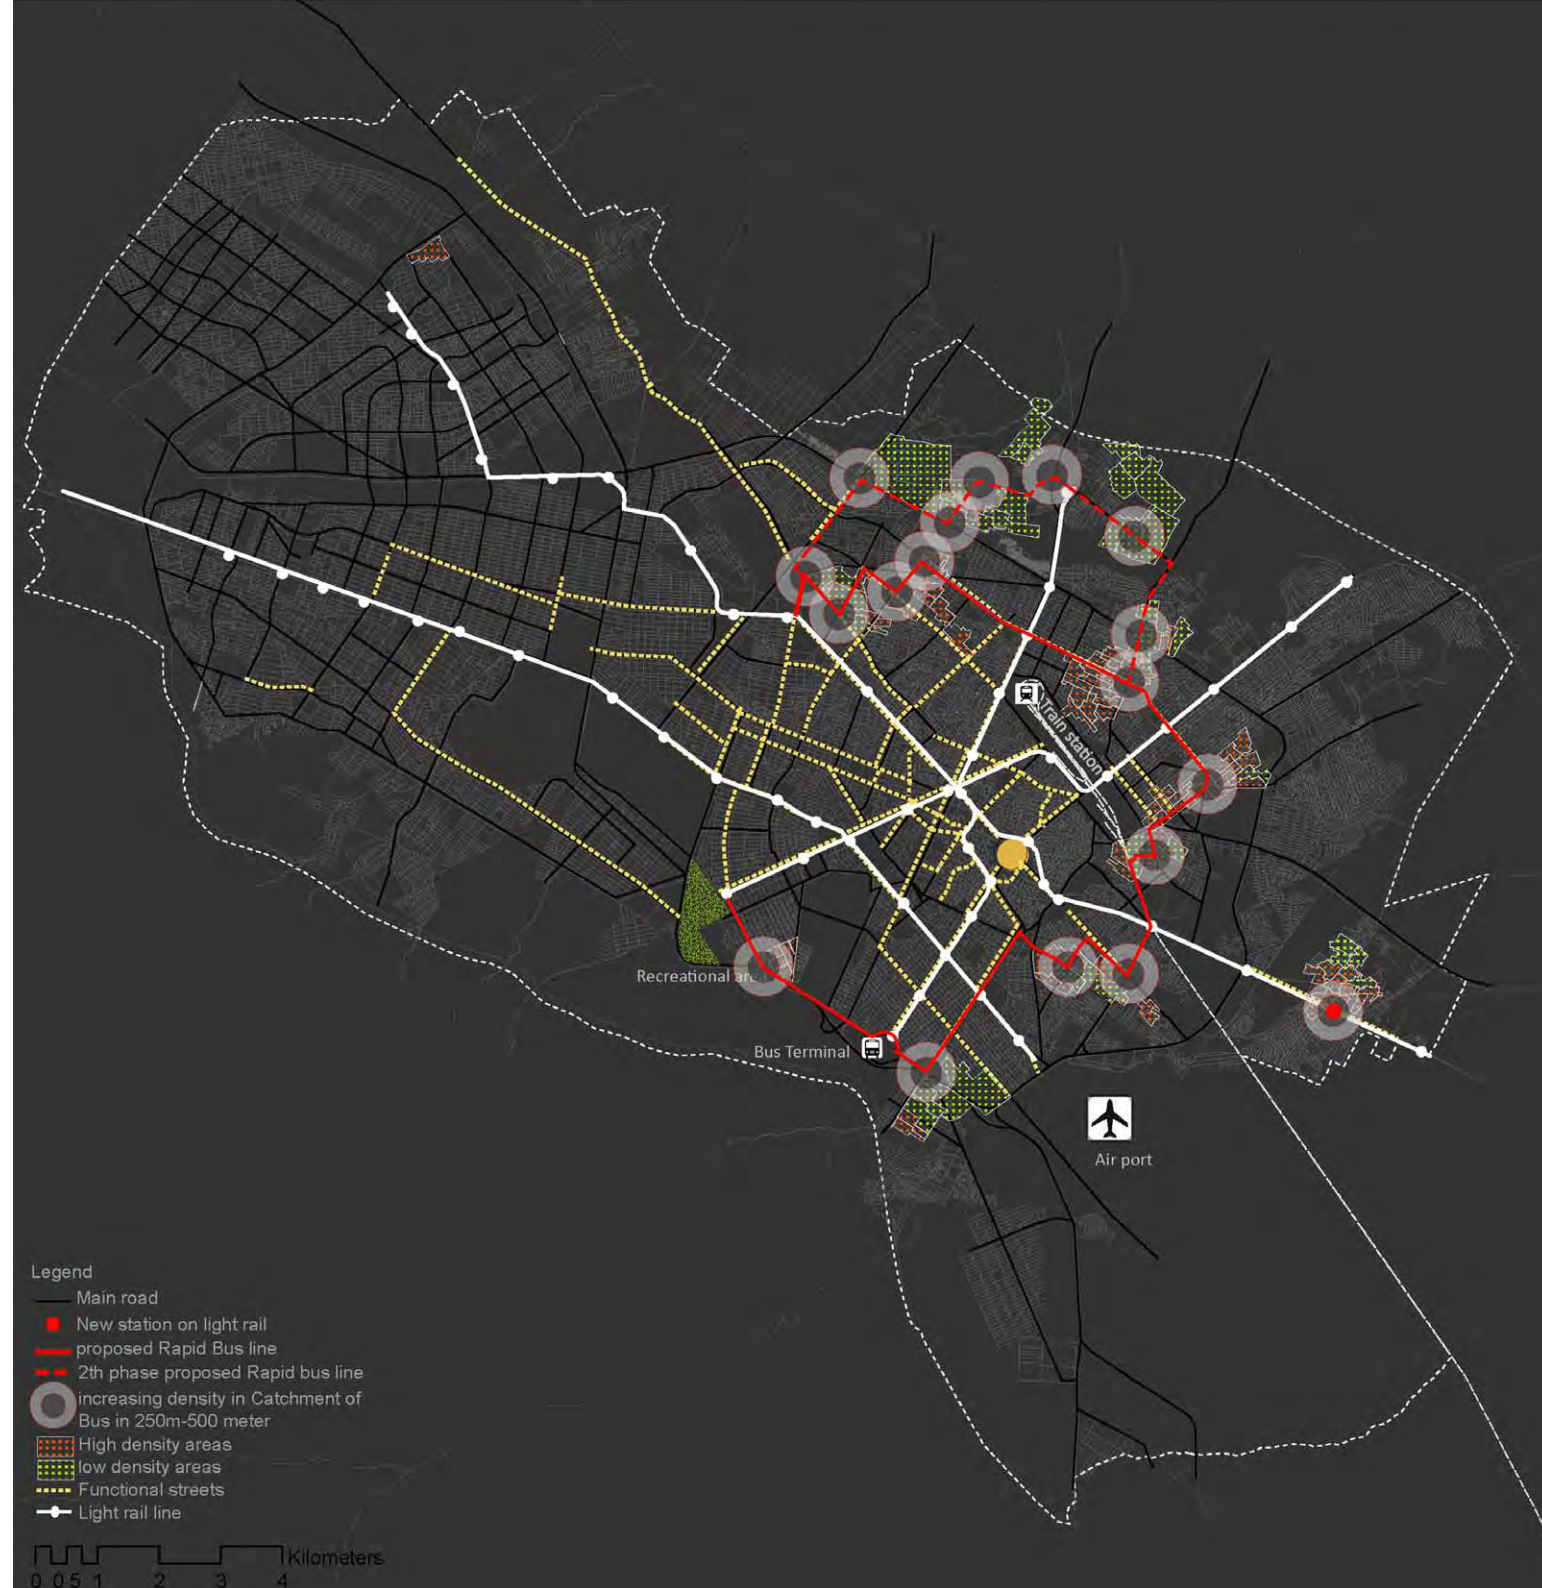 Train station
Recreational ar
Bus Terminal
Air port
Legend
Main road
New station on light rail
proposed Rapid Bus line
2th phase proposed Rapid bus line
increasing density in Catchment of
Bus in 250m-500 meter
High density areas
low density areas
Functional streets
Light rail line
Kilometers
0 0.5 1 2 3 4